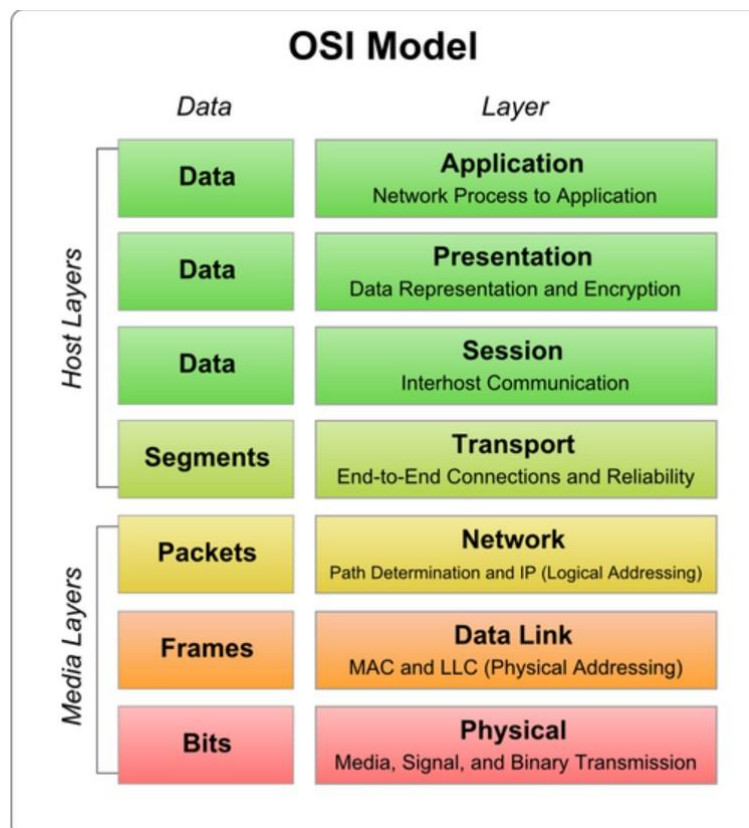 OSI Model
Data Layer
Host Layers
Data
Application
Network Process to Application
Data
Presentation
Data Representation and Encryption
Data
Session
Interhost Communication
Segments
Transport
End-to-End Connections and Reliability
Media Layers
Packets
Network
Path Determination and IP (Logical Addressing)
Frames
Data Link
MAC and LLC (Physical Addressing)
Bits
Physical
Media, Signal, and Binary Transmission